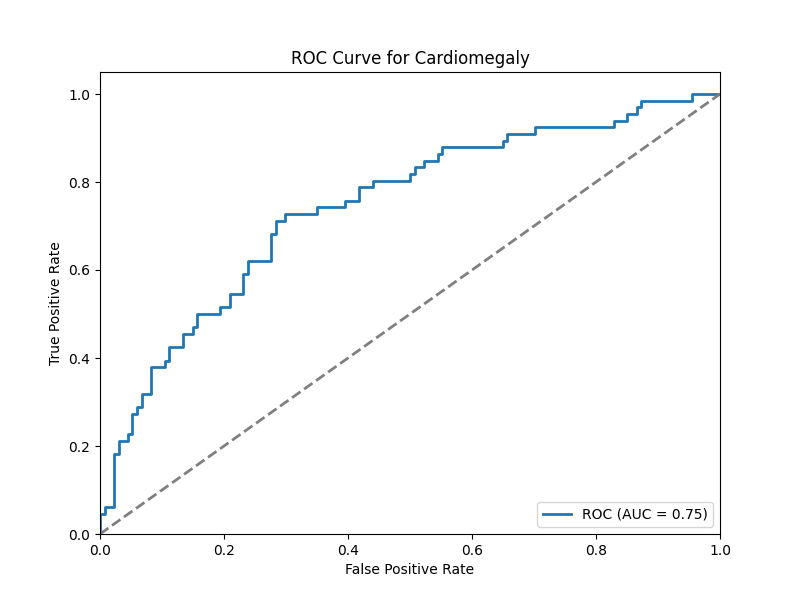 ROC Curve for Cardiomegaly
True Positive Rate
1.0
0.8
0.6
0.4
0.2
0.0
0.0 0.2 0.4 0.6 0.8 1.0
False Positive Rate
ROC (AUC = 0.75)